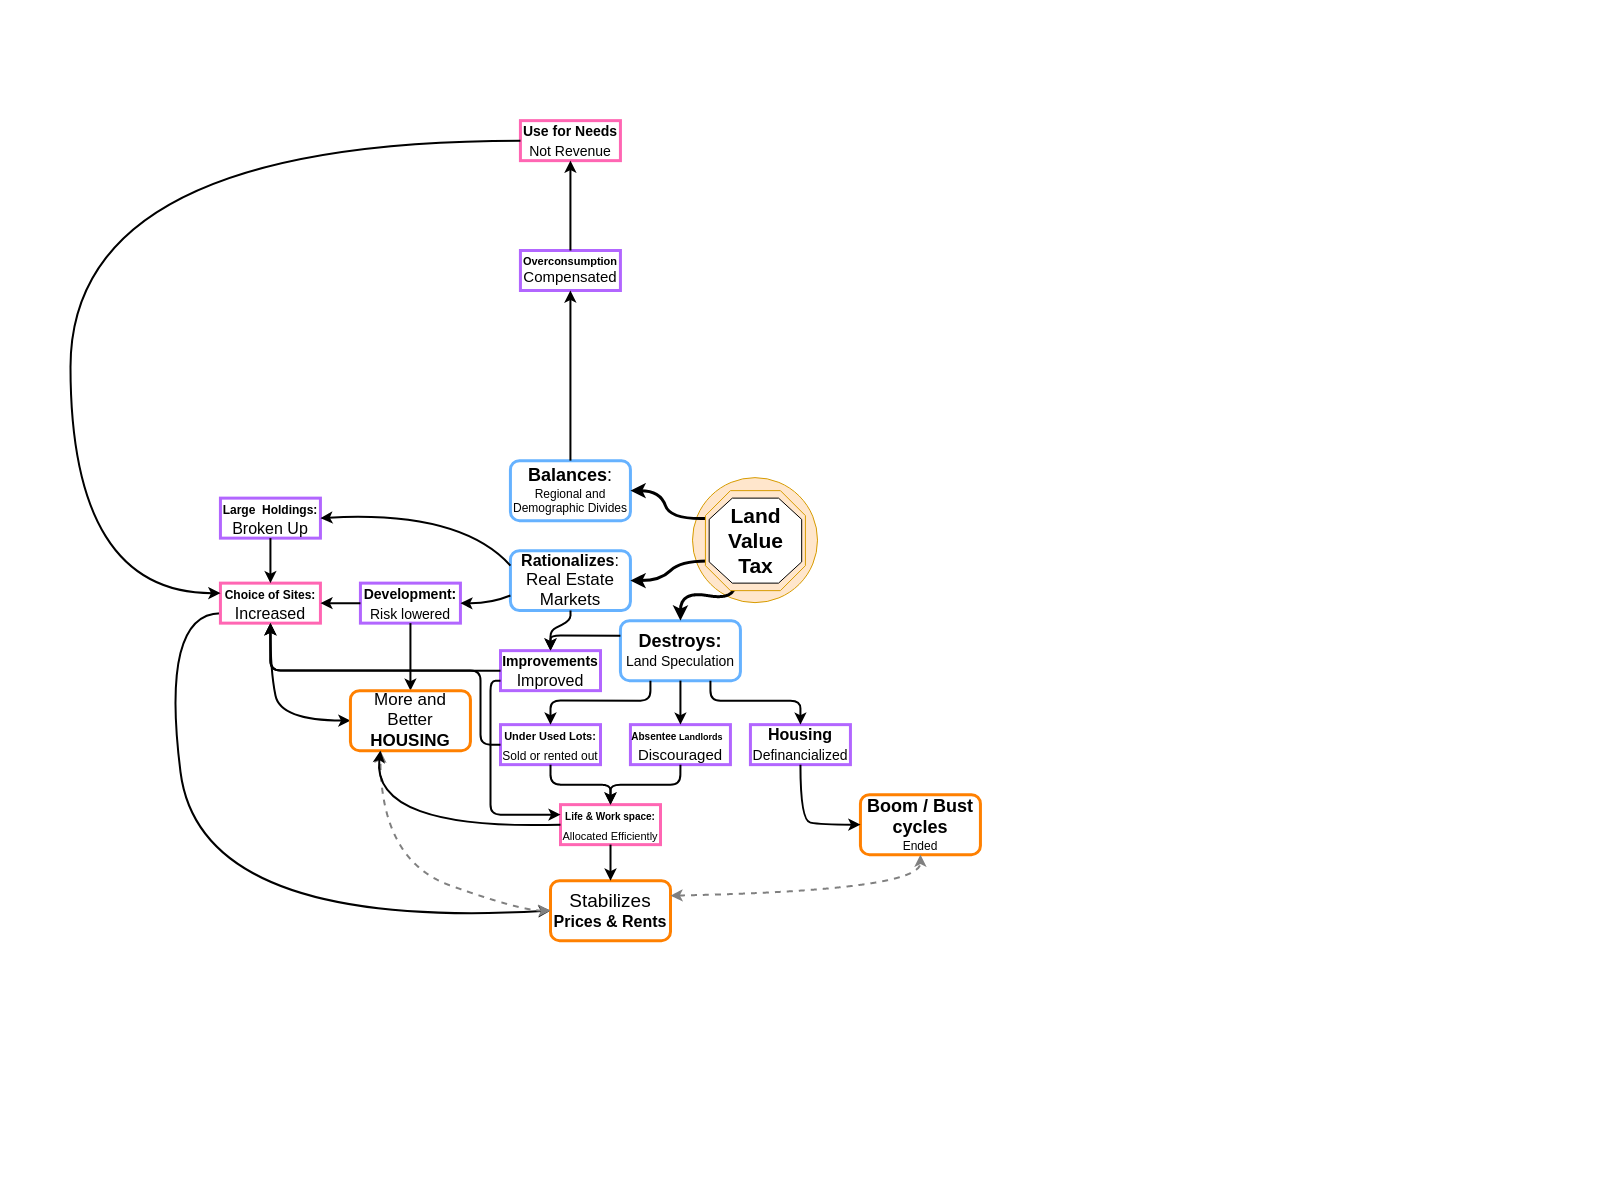 Use for Needs
Not Revenue
Overconsumption
Compensated
Balances:
Regional and
Demographic Divides
Land
Value
Tax
Large  Holdings:
Broken Up
Rationalizes:
Real Estate
Markets
Choice of Sites:
Increased
Development:
Risk lowered
Destroys:
Land Speculation
Improvements
Improved
More and
Better
HOUSING
Under Used Lots:
Sold or rented out
Absentee Landlords
Discouraged
Housing
Definancialized
Life & Work space:
Allocated Efficiently
Boom / Bust
cycles
Ended
Stabilizes
Prices & Rents